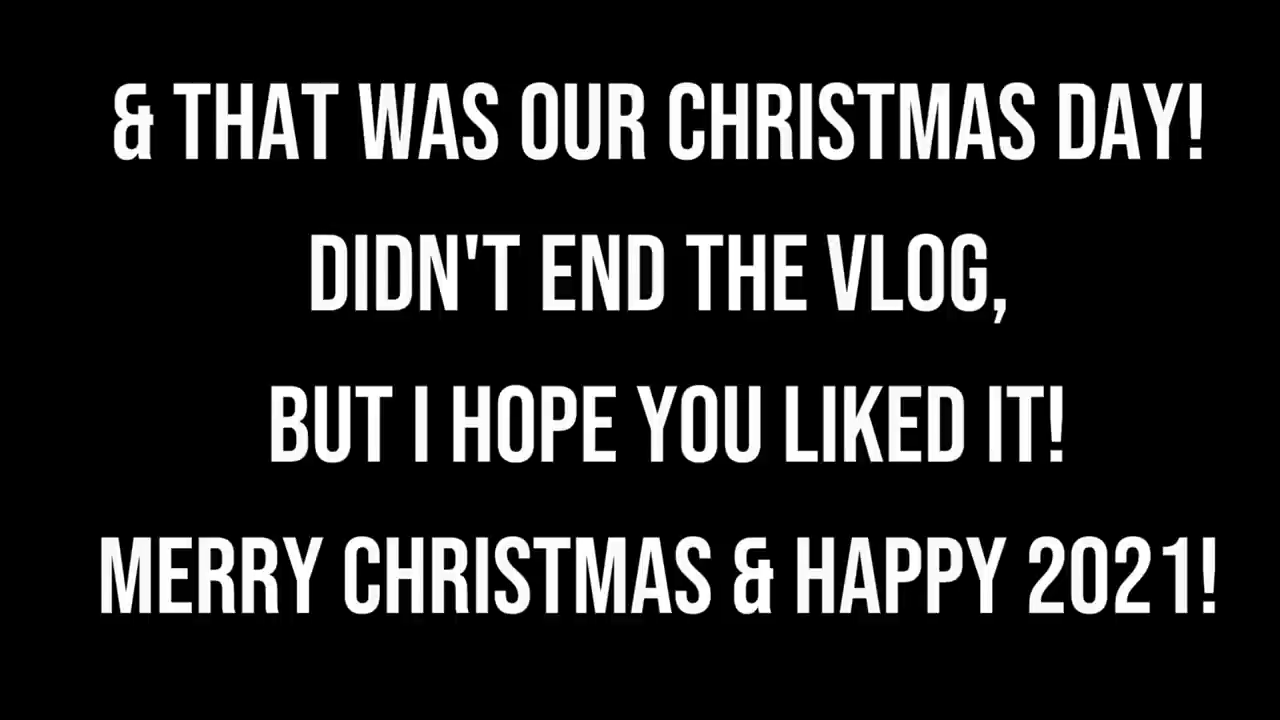 & THAT WAS OUR CHRISTMAS DAY!
DIDN'T END THE VLOG,
BUT I HOPE YOU LIKED IT!
MERRY CHRISTMAS & HAPPY 2021!